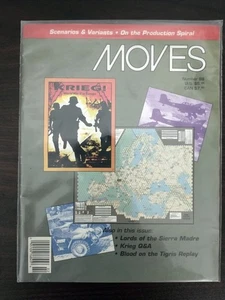 Scenarios & Variants • On the Production Spiral
MOVES
KRIEG!
Also in this issue:
• Lords of the Sierra Madre
• Krieg Q&A
• Blood on the Tigris Replay